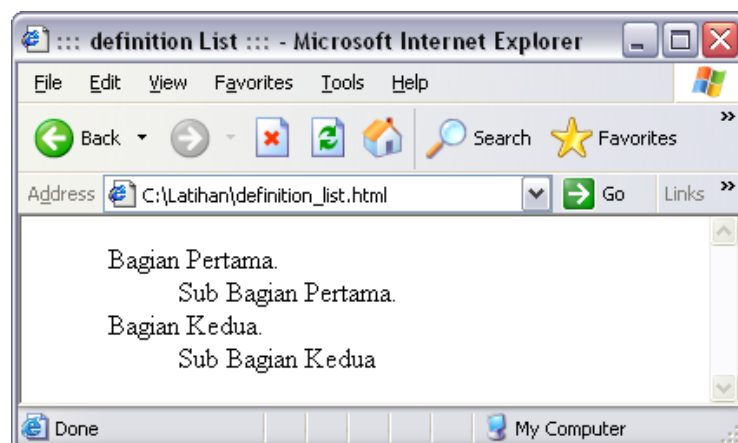 ::: definition List ::: - Microsoft Internet Explorer
File Edit View Favorites Tools Help
Back Search Favorites »
Address C:\Latihan\definition_list.html Go Links »
Bagian Pertama.
Sub Bagian Pertama.
Bagian Kedua.
Sub Bagian Kedua
Done My Computer